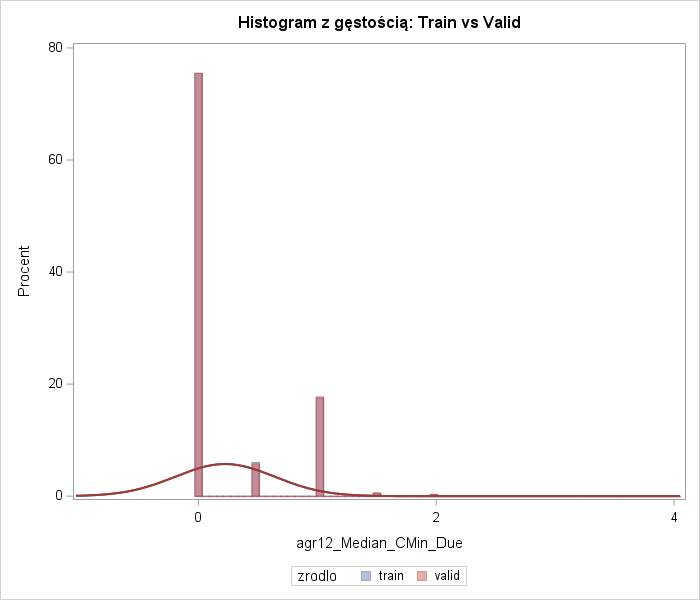 Histogram z gęstością: Train vs Valid
80
60
40
20
0
Procent
0 2 4
agr12_Median_CMin_Due
zrodlo train valid